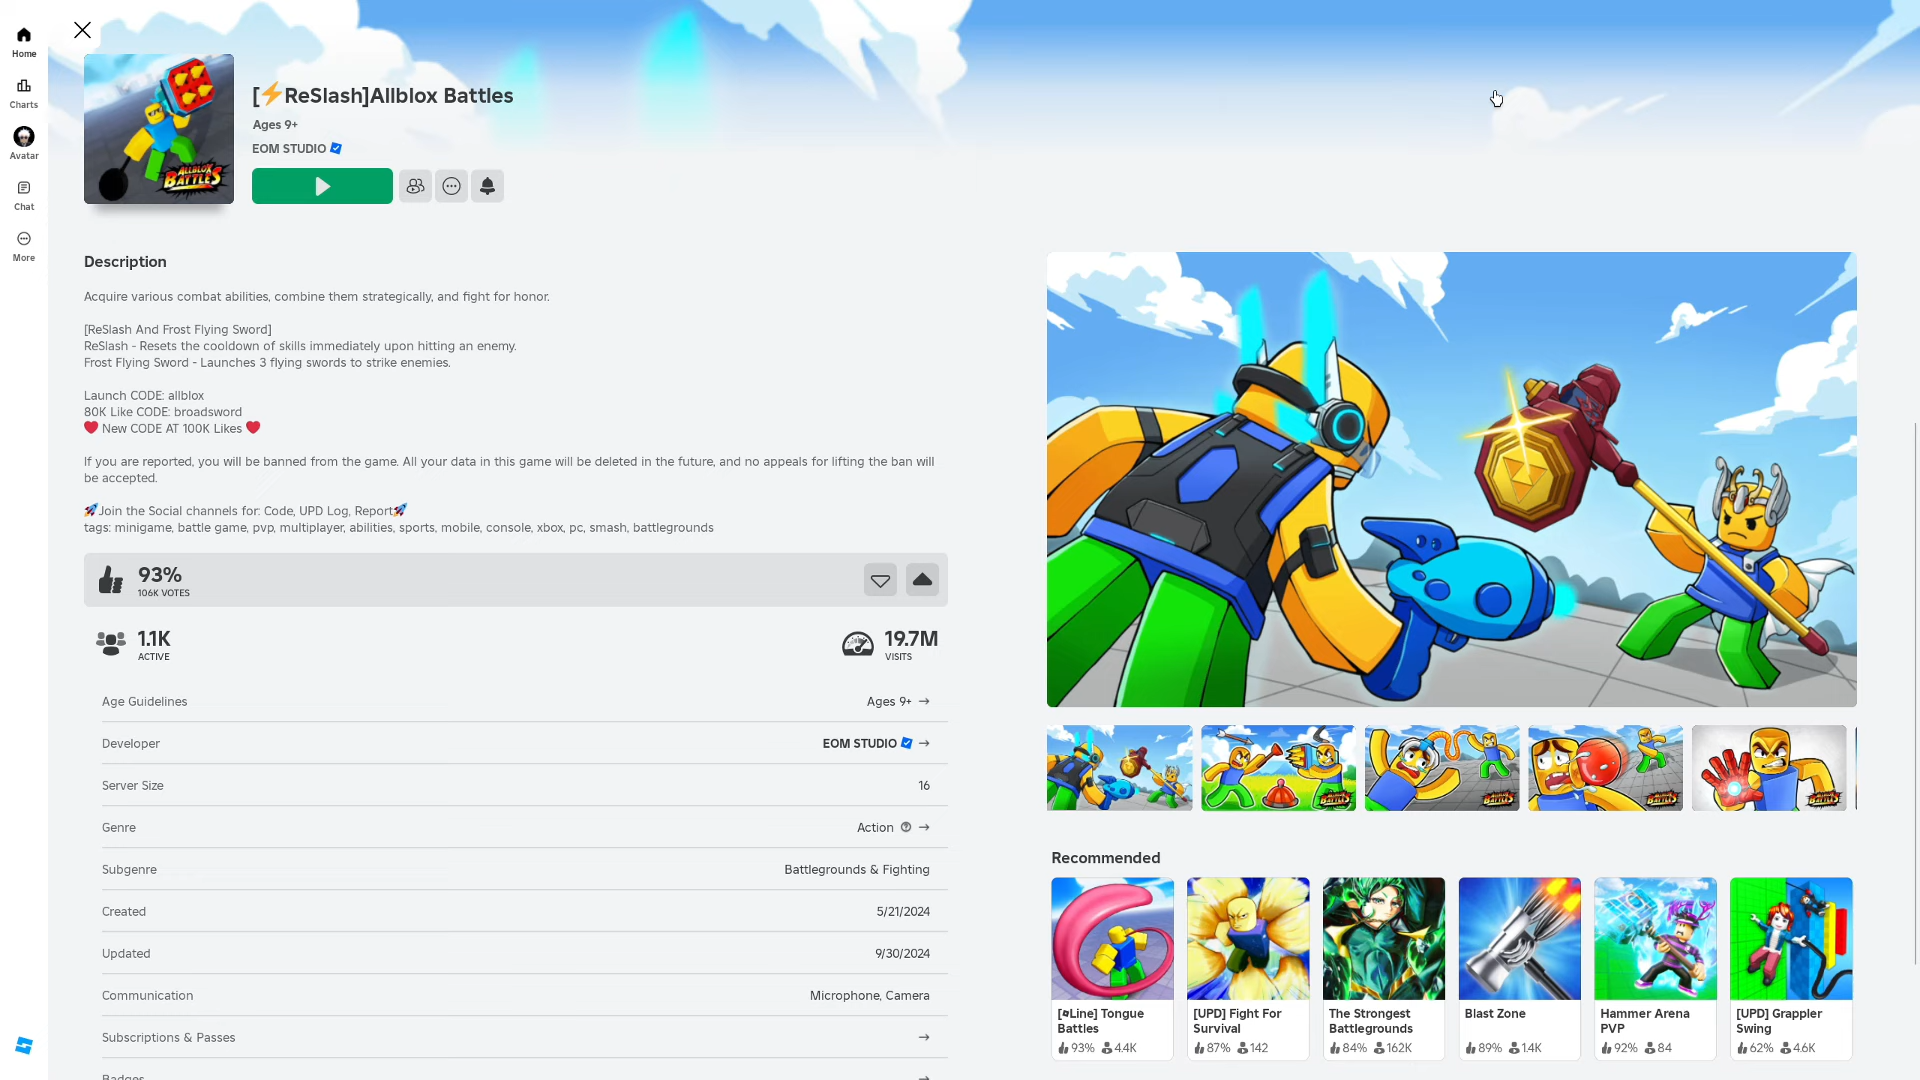 Home
Charts
Avatar
Chat
More
[⚡ReSlash]Allblox Battles
Ages 9+
EOM STUDIO
Description
Acquire various combat abilities, combine them strategically, and fight for honor.
[ReSlash And Frost Flying Sword]
ReSlash - Resets the cooldown of skills immediately upon hitting an enemy.
Frost Flying Sword - Launches 3 flying swords to strike enemies.
Launch CODE: allblox
80K Like CODE: broadsword
❤️ New CODE AT 100K Likes ❤️
If you are reported, you will be banned from the game. All your data in this game will be deleted in the future, and no appeals for lifting the ban will
be accepted.
🚀Join the Social channels for: Code, UPD Log, Report🚀
tags: minigame, battle game, pvp, multiplayer, abilities, sports, mobile, console, xbox, pc, smash, battlegrounds
93%
106K VOTES
1.1K
ACTIVE
19.7M
VISITS
Age Guidelines Ages 9+
Developer EOM STUDIO
Server Size 16
Genre Action
Subgenre Battlegrounds & Fighting
Created 5/21/2024
Updated 9/30/2024
Communication Microphone, Camera
Subscriptions & Passes
Badges
ALLBLOX
BATTLES
Recommended
[🌀Line] Tongue
Battles
93% 4.4K
[UPD] Fight For
Survival
87% 142
The Strongest
Battlegrounds
84% 162K
Blast Zone
89% 1.4K
Hammer Arena
PVP
92% 84
[UPD] Grappler
Swing
62% 4.6K